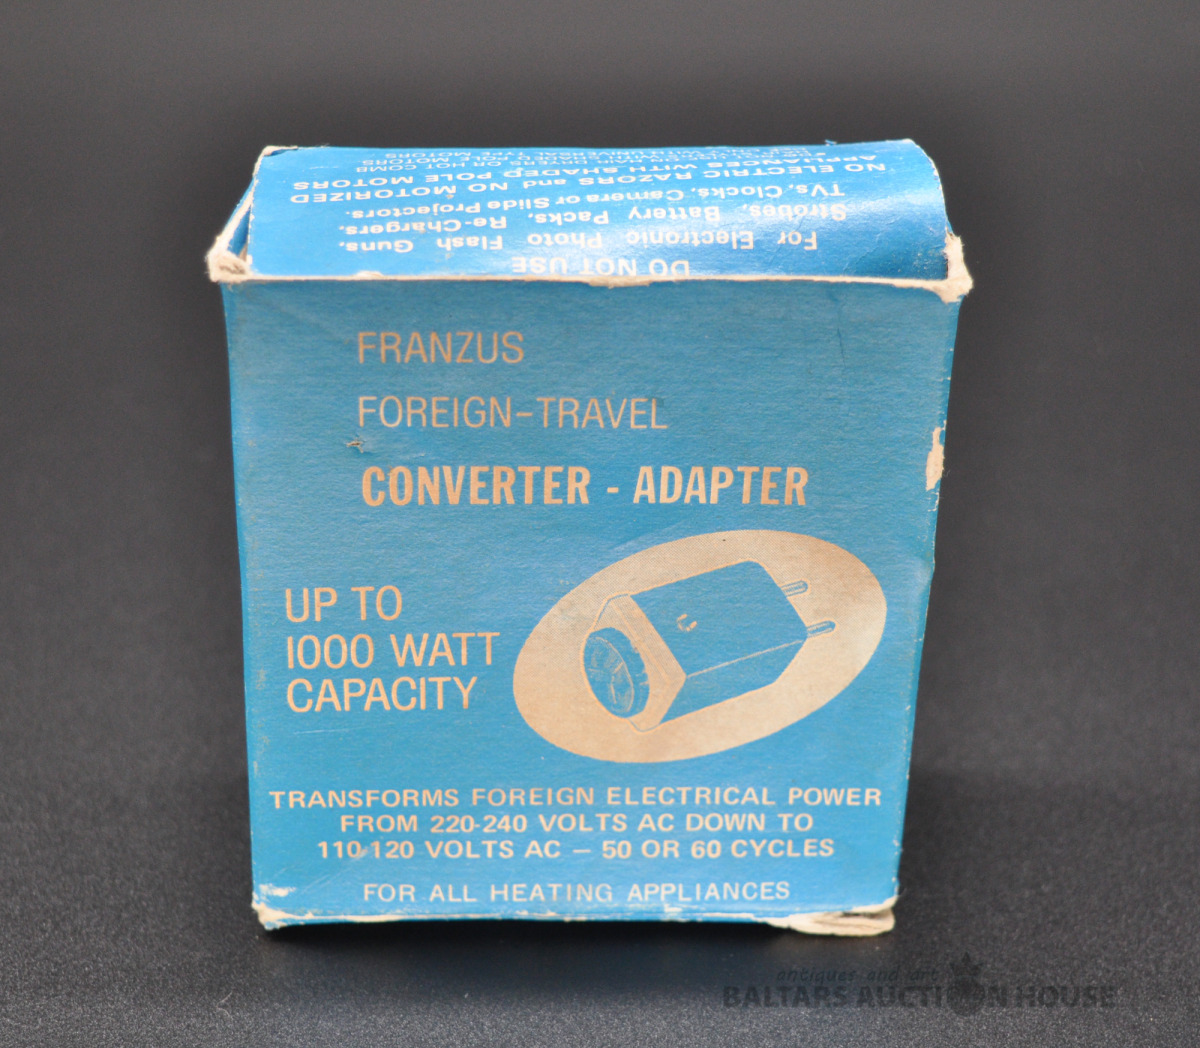 DO NOT USE
For Electronic Photo Flash Guns,
Strobes, Battery Packs, Re-Chargers,
TVs, Clocks, Camera or Slide Projectors.
NO ELECTRIC RAZORS and NO MOTORIZED
APPLIANCES WITH SHADED POLE MOTORS
FRANZUS
FOREIGN-TRAVEL
CONVERTER - ADAPTER
UP TO
1000 WATT
CAPACITY
TRANSFORMS FOREIGN ELECTRICAL POWER
FROM 220-240 VOLTS AC DOWN TO
110-120 VOLTS AC — 50 OR 60 CYCLES
FOR ALL HEATING APPLIANCES
antiques and art
BALTARS AUCTION HOUSE